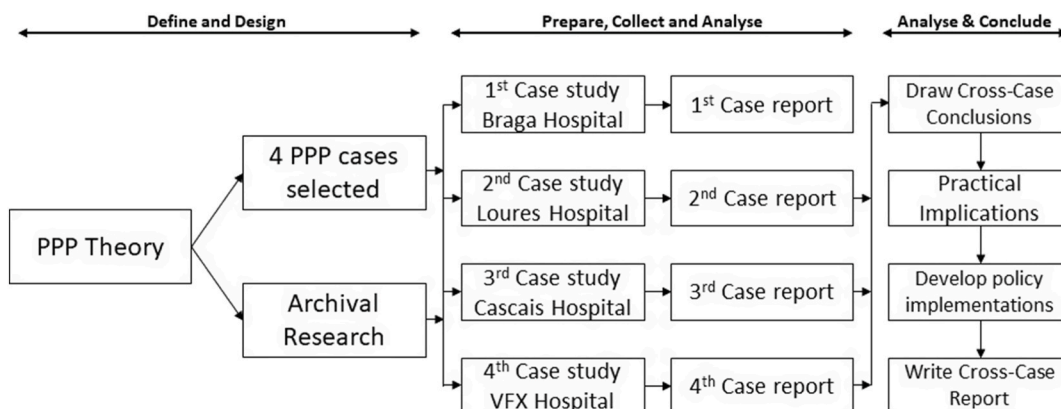 Define and Design
Prepare, Collect and Analyse
Analyse & Conclude
PPP Theory
4 PPP cases
selected
Archival
Research
1st Case study
Braga Hospital
1st Case report
2nd Case study
Loures Hospital
2nd Case report
3rd Case study
Cascais Hospital
3rd Case report
4th Case study
VFX Hospital
4th Case report
Draw Cross-Case
Conclusions
Practical
Implications
Develop policy
implementations
Write Cross-Case
Report